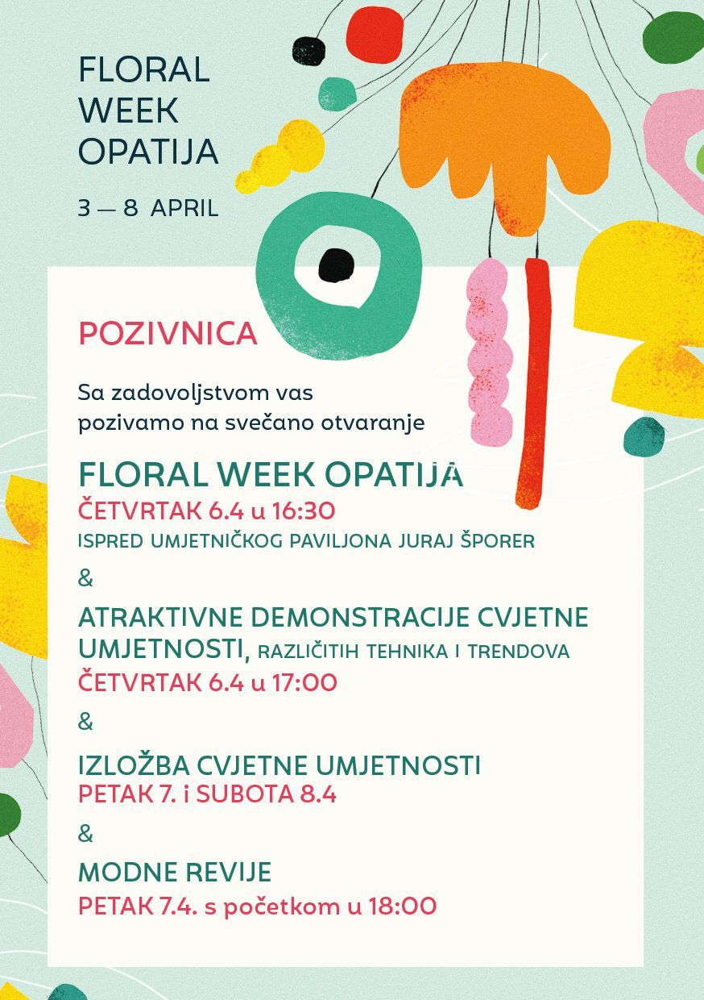 FLORAL
WEEK
OPATIJA
3 — 8 APRIL
POZIVNICA
Sa zadovoljstvom vas
pozivamo na svečano otvaranje
FLORAL WEEK OPATIJA
ČETVRTAK 6.4 u 16:30
ISPRED UMJETNIČKOG PAVILJONA JURAJ ŠPORER
&
ATRAKTIVNE DEMONSTRACIJE CVJETNE
UMJETNOSTI, RAZLIČITIH TEHNIKA I TRENDOVA
ČETVRTAK 6.4 u 17:00
&
IZLOŽBA CVJETNE UMJETNOSTI
PETAK 7. i SUBOTA 8.4
&
MODNE REVIJE
PETAK 7.4. s početkom u 18:00